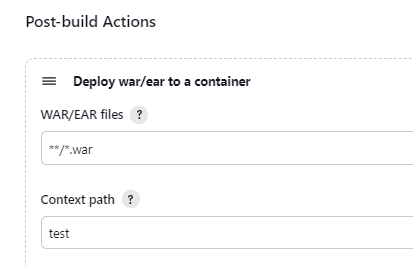 Post-build Actions
Deploy war/ear to a container
WAR/EAR files ?
**/*.war
Context path ?
test